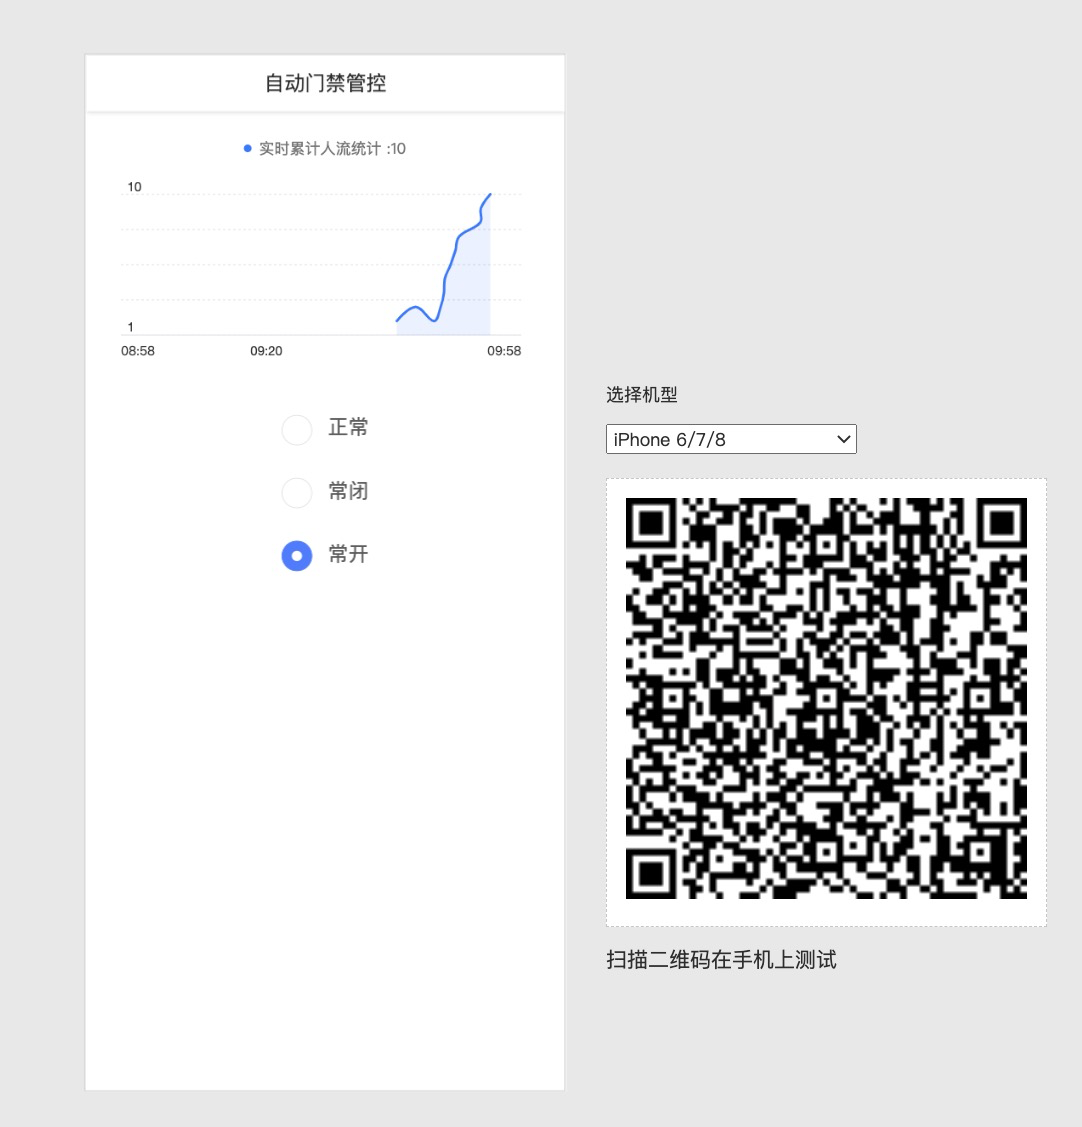 自动门禁管控
实时累计人流统计 :10
10
1
08:58 09:20 09:58
正常
常闭
常开
选择机型
iPhone 6/7/8
扫描二维码在手机上测试